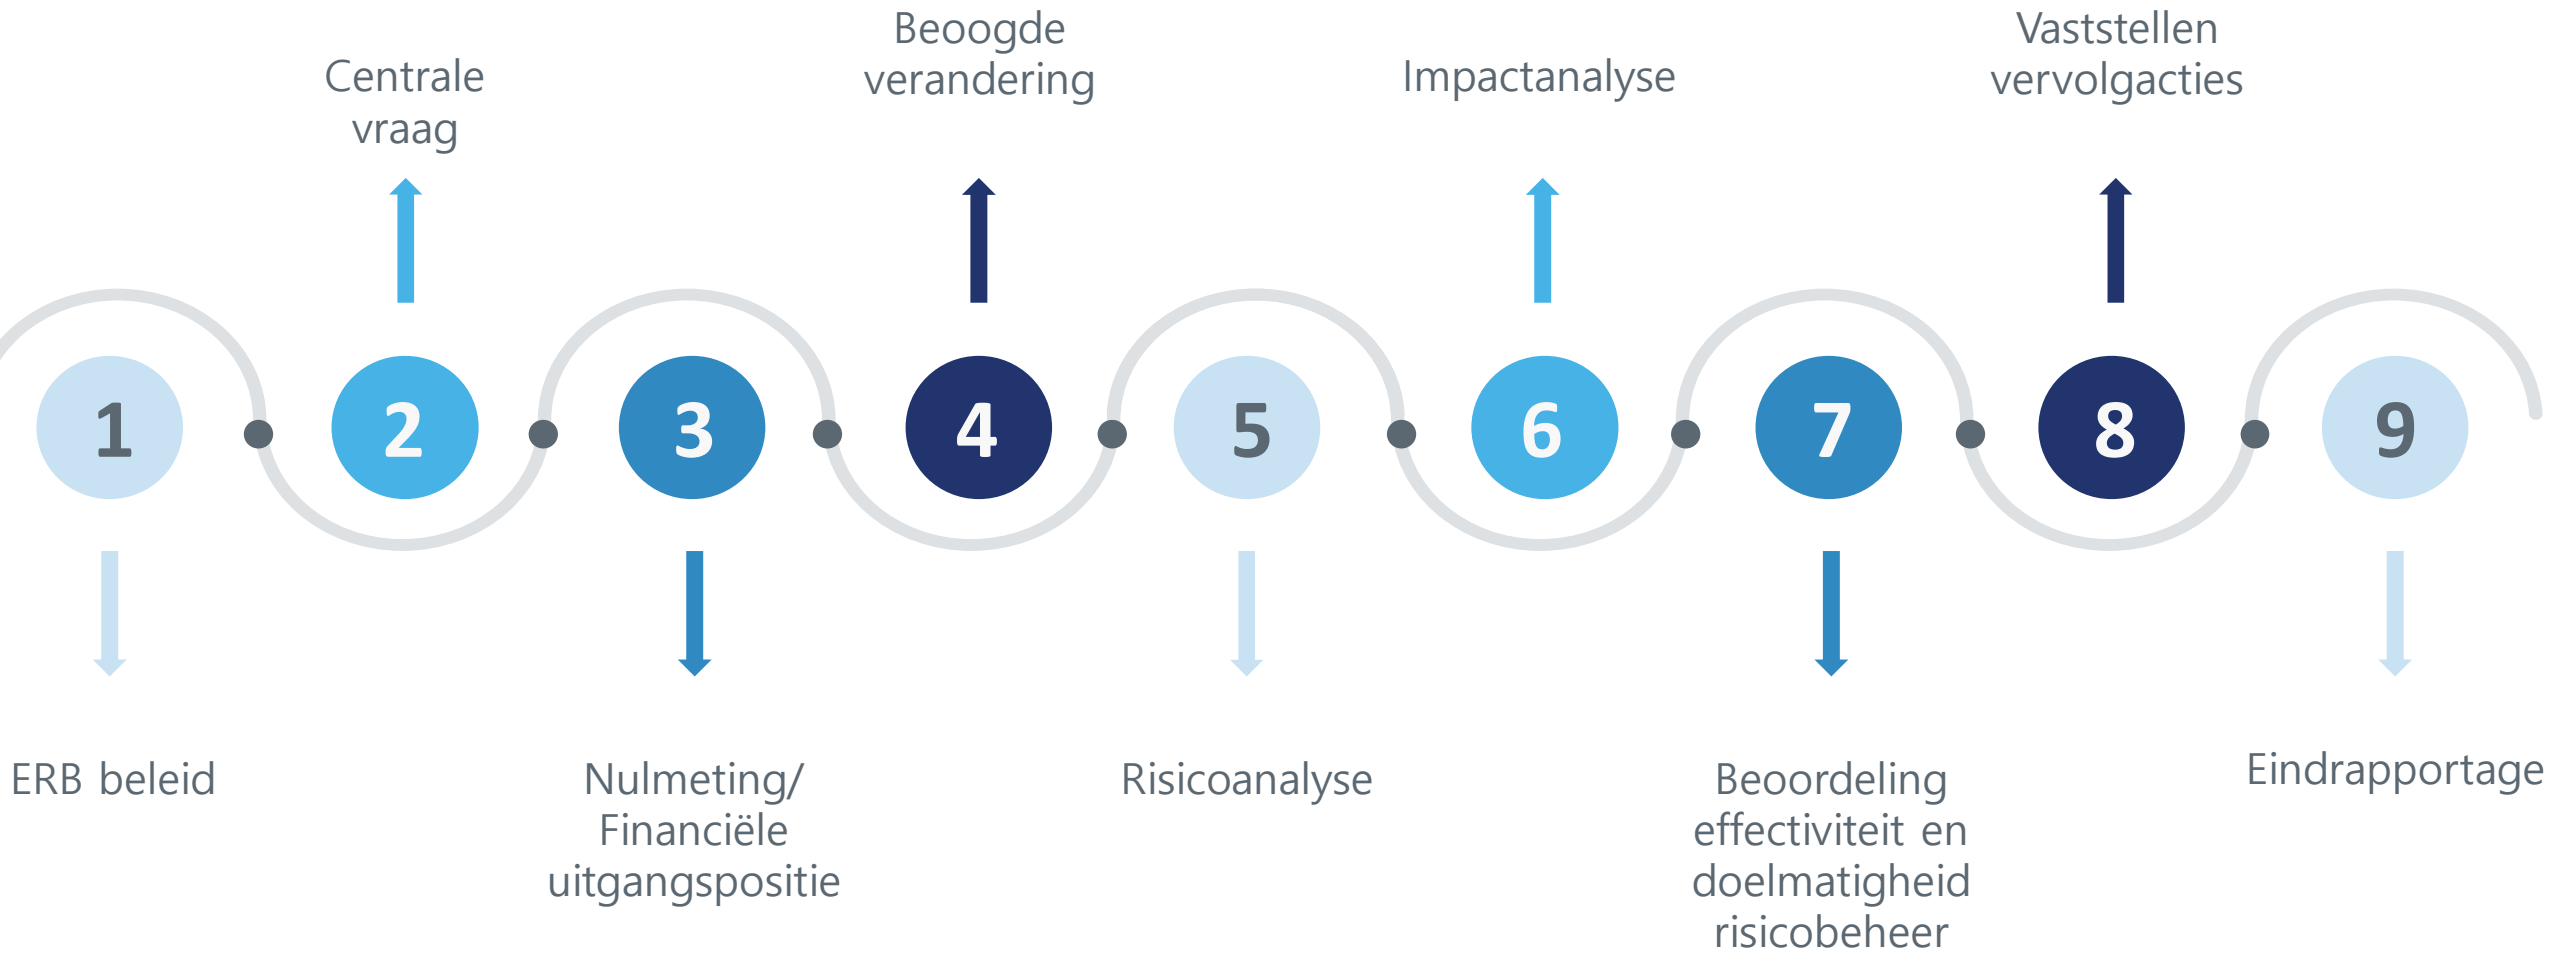 1
ERB beleid
2
Centrale
vraag
3
Nulmeting/
Financiële
uitgangspositie
4
Beoogde
verandering
5
Risicoanalyse
6
Impactanalyse
7
Beoordeling
effectiviteit en
doelmatigheid
risicobeheer
8
Vaststellen
vervolgacties
9
Eindrapportage